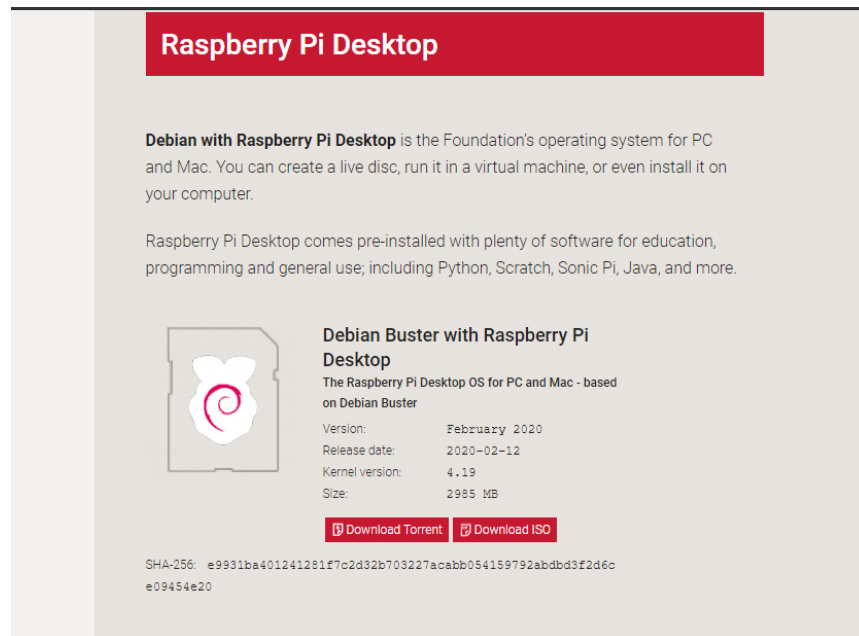 Raspberry Pi Desktop
Debian with Raspberry Pi Desktop is the Foundation's operating system for PC
and Mac. You can create a live disc, run it in a virtual machine, or even install it on
your computer.
Raspberry Pi Desktop comes pre-installed with plenty of software for education,
programming and general use; including Python, Scratch, Sonic Pi, Java, and more.
Debian Buster with Raspberry Pi
Desktop
The Raspberry Pi Desktop OS for PC and Mac - based
on Debian Buster
Version: February 2020
Release date: 2020-02-12
Kernel version: 4.19
Size: 2985 MB
Download Torrent Download ISO
SHA-256: e9931ba401241281f7c2d32b703227acabb054159792abdbd3f2d6c
e09454e20